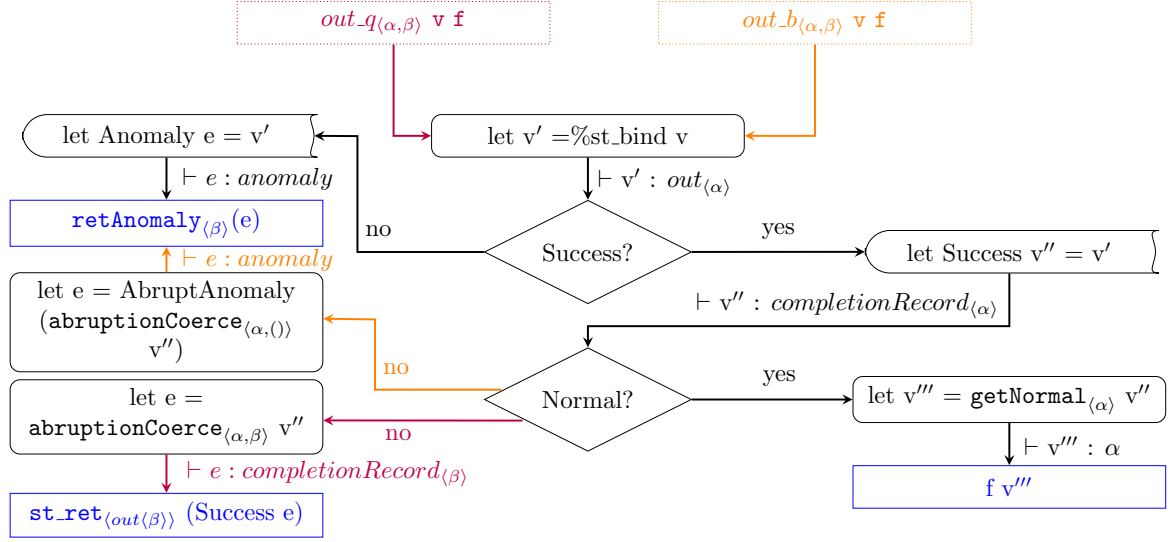 out_q⟨α,β⟩ v f
out_b⟨α,β⟩ v f
let Anomaly e = v′
let v′ =%st_bind v
⊢ e : anomaly
⊢ v′ : out⟨α⟩
retAnomaly⟨β⟩(e)
no
yes
Success?
let Success v″ = v′
⊢ e : anomaly
let e = AbruptAnomaly
(abruptionCoerce⟨α,()⟩
v″)
⊢ v″ : completionRecord⟨α⟩
no
yes
Normal?
let v‴ = getNormal⟨α⟩ v″
let e =
abruptionCoerce⟨α,β⟩ v″
no
⊢ v‴ : α
⊢ e : completionRecord⟨β⟩
f v‴
st_ret⟨out⟨β⟩⟩ (Success e)